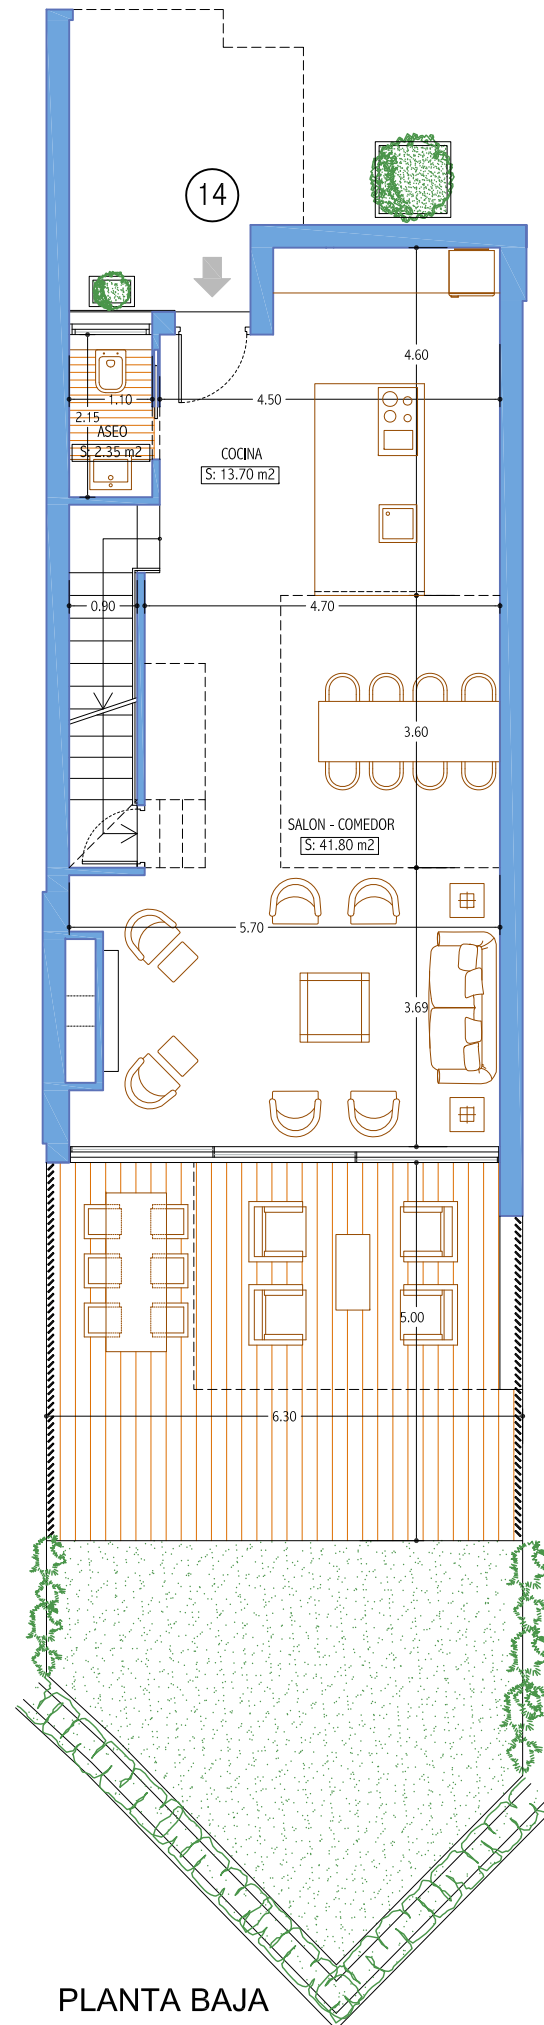 14
4.60
1.10
4.50
2.15
ASEO
S: 2.35 m2
COCINA
S: 13.70 m2
0.90
4.70
3.60
SALON - COMEDOR
S: 41.80 m2
5.70
3.69
5.00
6.30
PLANTA BAJA